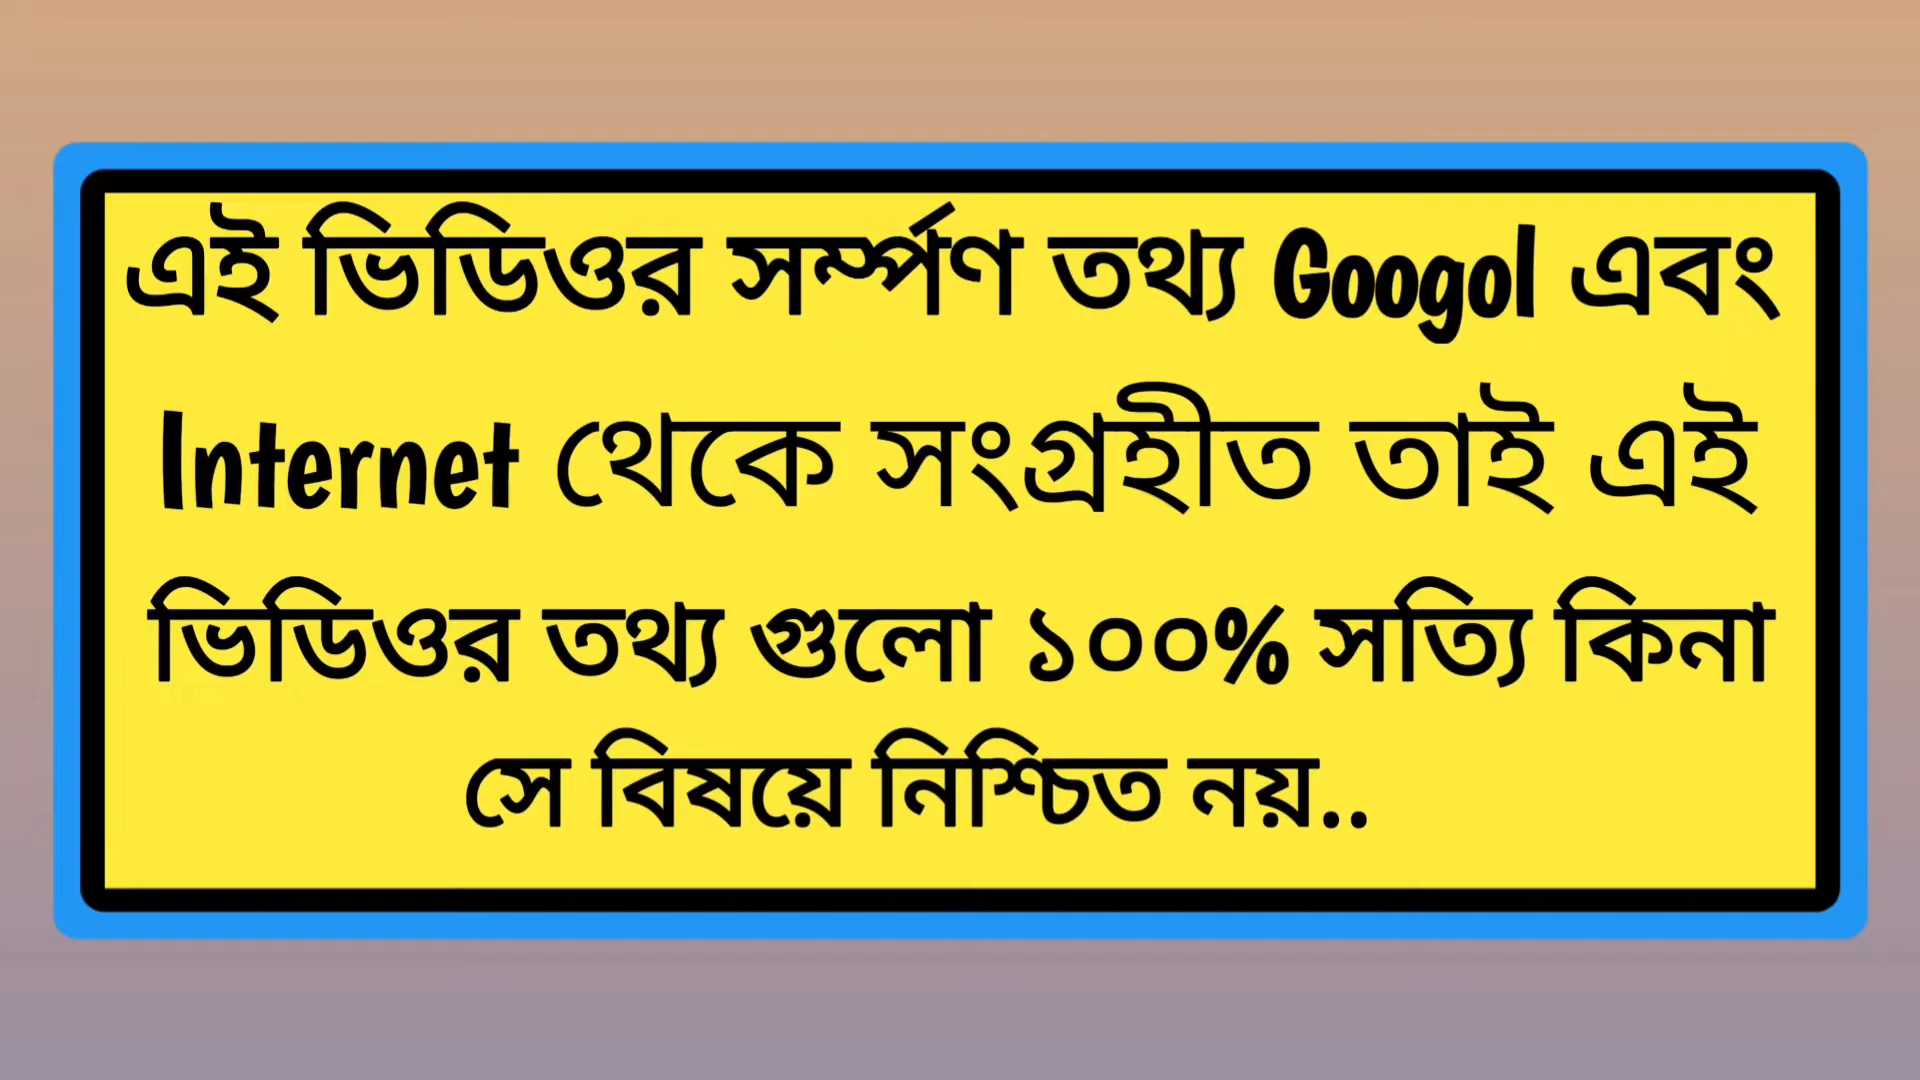 এই ভিডিওর সর্ম্পণ তথ্য Googol এবং
Internet থেকে সংগ্রহীত তাই এই
ভিডিওর তথ্য গুলো ১০০% সত্যি কিনা
সে বিষয়ে নিশ্চিত নয়..